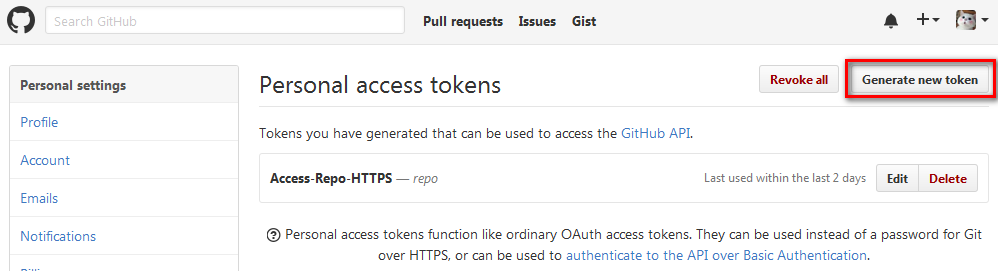 Search GitHub
Pull requests Issues Gist
Personal settings
Profile
Account
Emails
Notifications
Personal access tokens
Revoke all
Generate new token
Tokens you have generated that can be used to access the GitHub API.
Access-Repo-HTTPS — repo
Last used within the last 2 days
Edit
Delete
Personal access tokens function like ordinary OAuth access tokens. They can be used instead of a password for Git
over HTTPS, or can be used to authenticate to the API over Basic Authentication.